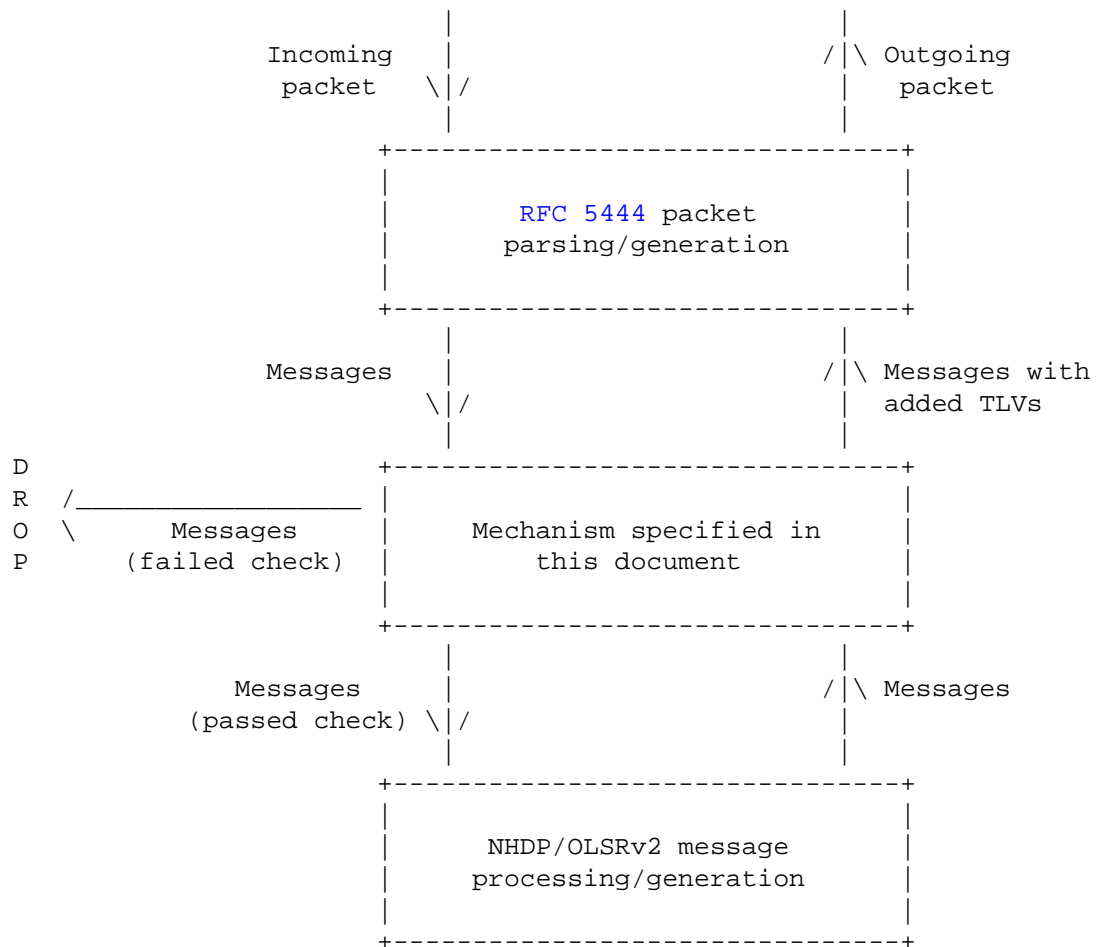 Incoming Outgoing
packet packet
RFC 5444 packet
parsing/generation
Messages Messages with
added TLVs
DROP
Messages Mechanism specified in
(failed check) this document
Messages Messages
(passed check)
NHDP/OLSRv2 message
processing/generation